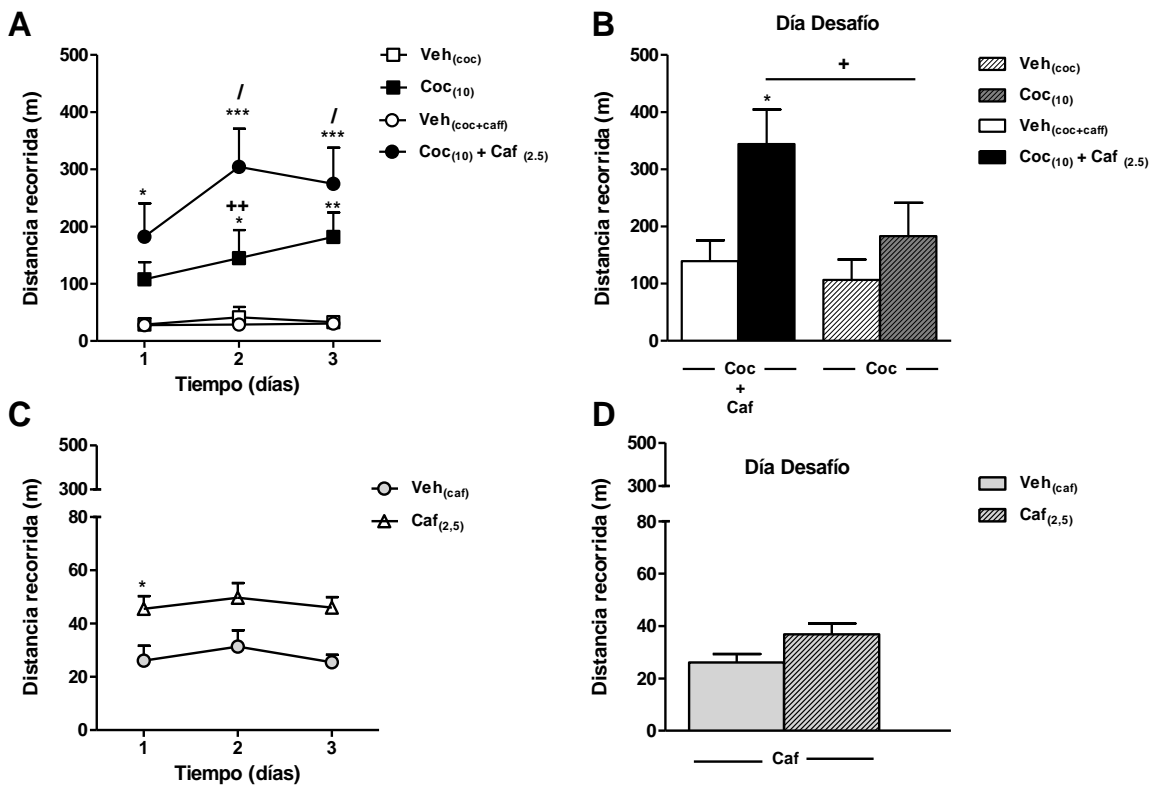 A
Distancia recorrida (m)
500
400
300
200
100
0
/
***
/
***
*
++
*
**
1
2
3
Tiempo (días)
Veh(coc)
Coc(10)
Veh(coc+caff)
Coc(10) + Caf (2.5)
B
Día Desafío
Distancia recorrida (m)
500
400
300
200
100
0
+
*
Coc
+
Caf
Coc
Veh(coc)
Coc(10)
Veh(coc+caff)
Coc(10) + Caf (2.5)
C
Distancia recorrida (m)
500
300
80
60
40
20
0
*
1
2
3
Tiempo (días)
Veh(caf)
Caf(2,5)
D
Día Desafío
Distancia recorrida (m)
500
300
80
60
40
20
0
Caf
Veh(caf)
Caf(2,5)